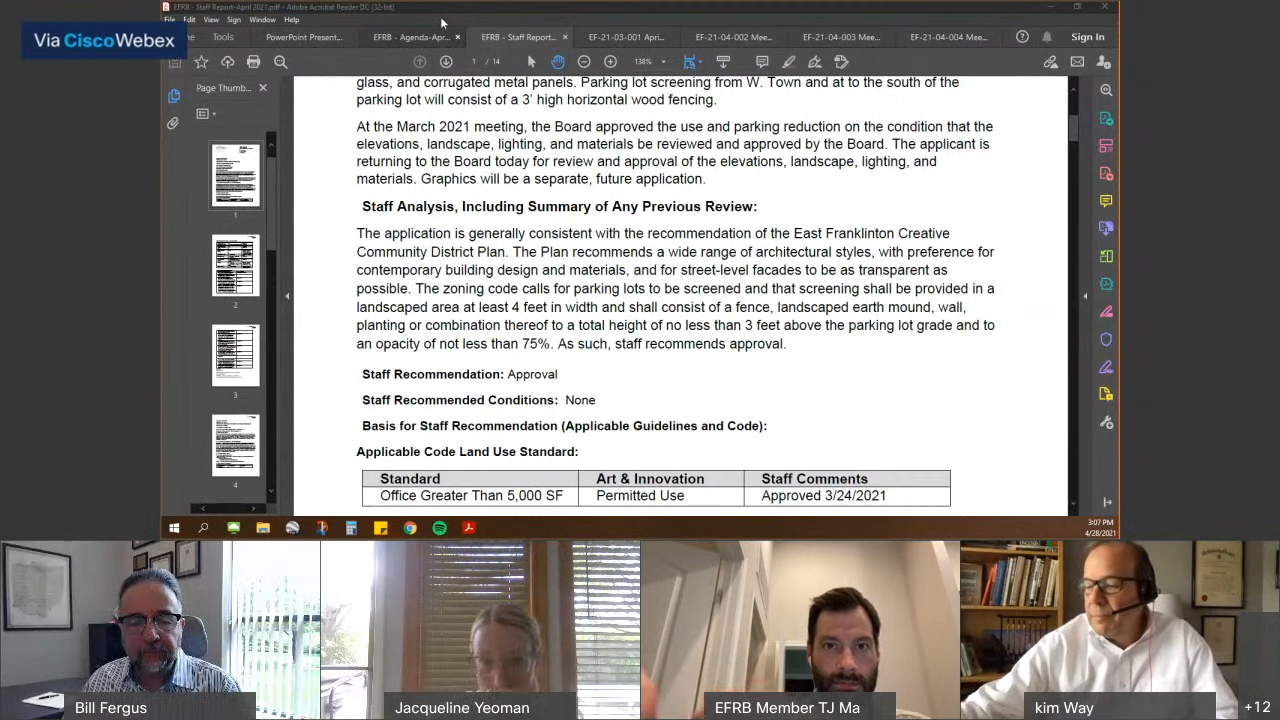 EFRB - Staff Report-April 2021.pdf - Adobe Acrobat Reader DC (32-bit)
File Edit View Sign Window Help
Via Cisco Webex
Tools PowerPoint Present... EFRB - Agenda-Apr... × EFRB - Staff Report... × EF-21-03-001 Apri... EF-21-04-002 Mee... EF-21-04-003 Mee... EF-21-04-004 Mee... Sign In
1 / 14 138%
Page Thumb...
1
2
3
4
glass, and corrugated metal panels. Parking lot screening from W. Town and at to the south of the
parking lot will consist of a 3' high horizontal wood fencing.
At the March 2021 meeting, the Board approved the use and parking reduction on the condition that the
elevations, landscape, lighting, and materials be reviewed and approved by the Board. The applicant is
returning to the Board today for review and approval of the elevations, landscape, lighting, and
materials. Graphics will be a separate, future application.
Staff Analysis, Including Summary of Any Previous Review:
The application is generally consistent with the recommendation of the East Franklinton Creative
Community District Plan. The Plan recommends a wide range of architectural styles, with preference for
contemporary building design and materials, and street-level facades to be as transparent as
possible. The zoning code calls for parking lots to be screened and that screening shall be provided in a
landscaped area at least 4 feet in width and shall consist of a fence, landscaped earth mound, wall,
planting or combination thereof to a total height of no less than 3 feet above the parking lot grade and to
an opacity of not less than 75%. As such, staff recommends approval.
Staff Recommendation: Approval
Staff Recommended Conditions: None
Basis for Staff Recommendation (Applicable Guidelines and Code):
Applicable Code Land Use Standard:
Standard Art & Innovation Staff Comments
Office Greater Than 5,000 SF Permitted Use Approved 3/24/2021
3:07 PM
4/28/2021
Bill Fergus
Jacqueline Yeoman
EFRB Member TJ Ma
kim Way
+12